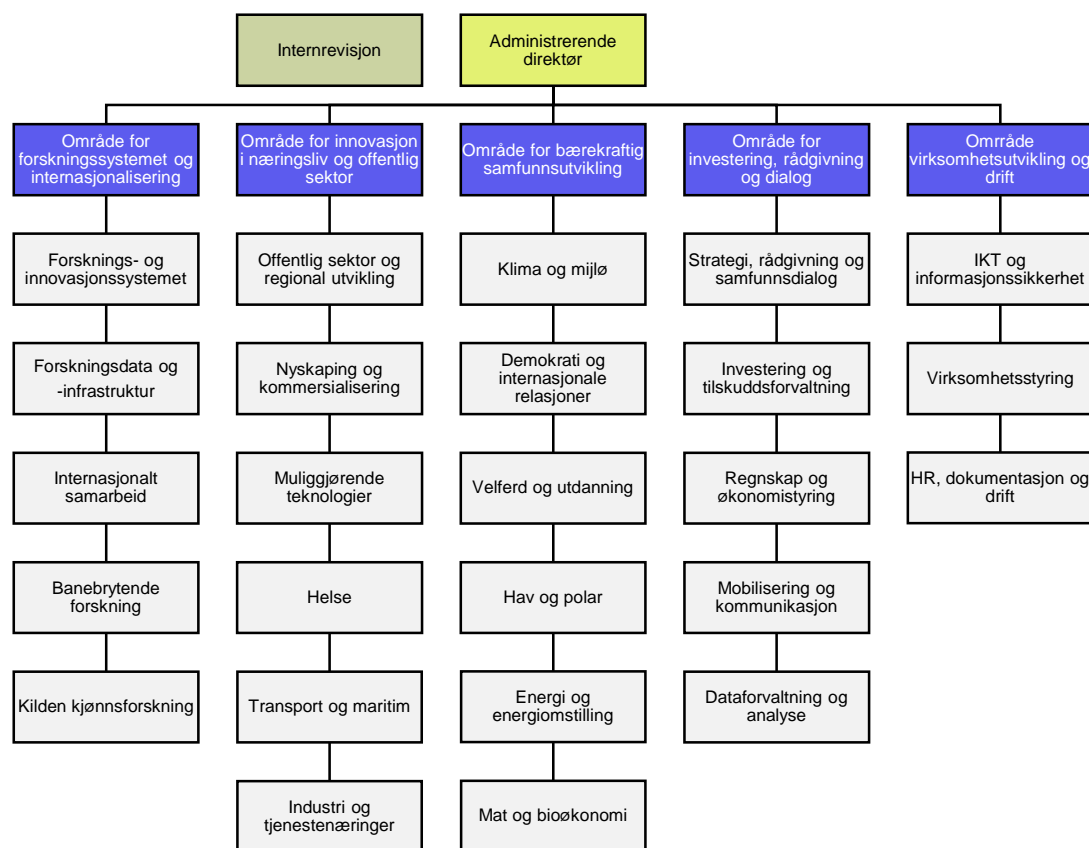 Internrevisjon
Administrerende
direktør
Område for
forskningssystemet og
internasjonalisering
Område for innovasjon
i næringsliv og offentlig
sektor
Område for bærekraftig
samfunnsutvikling
Område for
investering, rådgivning
og dialog
Område
virksomhetsutvikling og
drift
Forsknings- og
innovasjonssystemet
Offentlig sektor og
regional utvikling
Klima og mijlø
Strategi, rådgivning og
samfunnsdialog
IKT og
informasjonssikkerhet
Forskningsdata og
-infrastruktur
Nyskaping og
kommersialisering
Demokrati og
internasjonale
relasjoner
Investering og
tilskuddsforvaltning
Virksomhetsstyring
Internasjonalt
samarbeid
Muliggjørende
teknologier
Velferd og utdanning
Regnskap og
økonomistyring
HR, dokumentasjon og
drift
Banebrytende
forskning
Helse
Hav og polar
Mobilisering og
kommunikasjon
Kilden kjønnsforskning
Transport og maritim
Energi og
energiomstilling
Dataforvaltning og
analyse
Industri og
tjenestenæringer
Mat og bioøkonomi